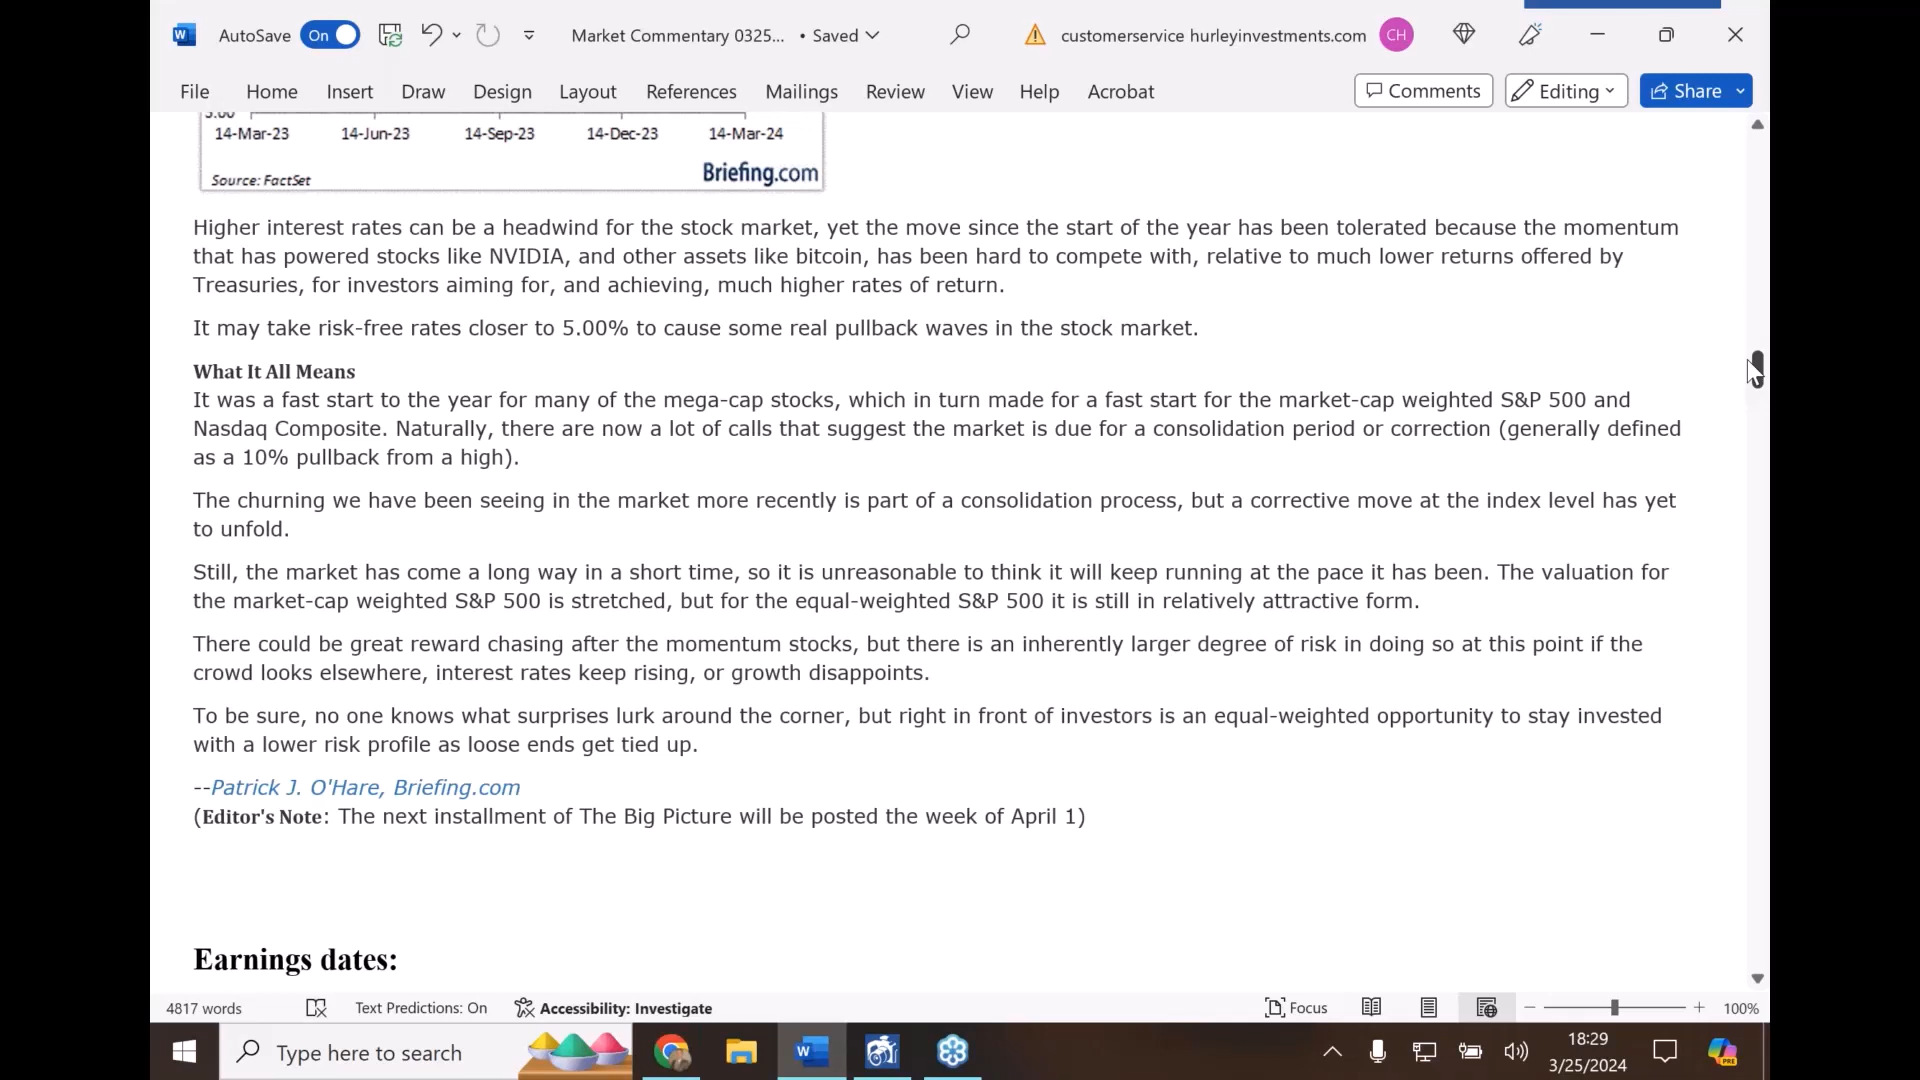 AutoSave On Market Commentary 0325... • Saved customerservice hurleyinvestments.com CH
File Home Insert Draw Design Layout References Mailings Review View Help Acrobat Comments Editing Share
14-Mar-23 14-Jun-23 14-Sep-23 14-Dec-23 14-Mar-24
Source: FactSet Briefing.com
Higher interest rates can be a headwind for the stock market, yet the move since the start of the year has been tolerated because the momentum
that has powered stocks like NVIDIA, and other assets like bitcoin, has been hard to compete with, relative to much lower returns offered by
Treasuries, for investors aiming for, and achieving, much higher rates of return.
It may take risk-free rates closer to 5.00% to cause some real pullback waves in the stock market.
What It All Means
It was a fast start to the year for many of the mega-cap stocks, which in turn made for a fast start for the market-cap weighted S&P 500 and
Nasdaq Composite. Naturally, there are now a lot of calls that suggest the market is due for a consolidation period or correction (generally defined
as a 10% pullback from a high).
The churning we have been seeing in the market more recently is part of a consolidation process, but a corrective move at the index level has yet
to unfold.
Still, the market has come a long way in a short time, so it is unreasonable to think it will keep running at the pace it has been. The valuation for
the market-cap weighted S&P 500 is stretched, but for the equal-weighted S&P 500 it is still in relatively attractive form.
There could be great reward chasing after the momentum stocks, but there is an inherently larger degree of risk in doing so at this point if the
crowd looks elsewhere, interest rates keep rising, or growth disappoints.
To be sure, no one knows what surprises lurk around the corner, but right in front of investors is an equal-weighted opportunity to stay invested
with a lower risk profile as loose ends get tied up.
--Patrick J. O'Hare, Briefing.com
(Editor's Note: The next installment of The Big Picture will be posted the week of April 1)
Earnings dates:
4817 words Text Predictions: On Accessibility: Investigate Focus 100%
Type here to search 18:29
3/25/2024